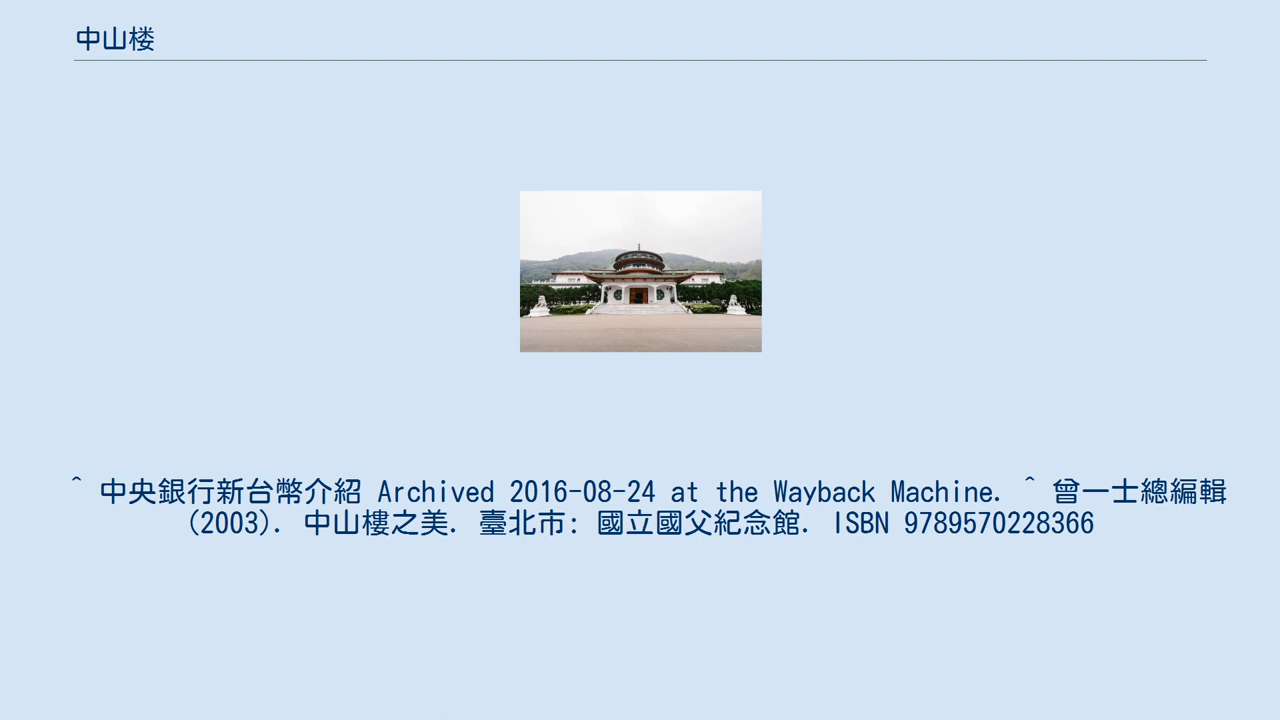 中山楼
^ 中央銀行新台幣介紹 Archived 2016-08-24 at the Wayback Machine. ^ 曾一士總編輯
(2003). 中山樓之美. 臺北市: 國立國父紀念館. ISBN 9789570228366